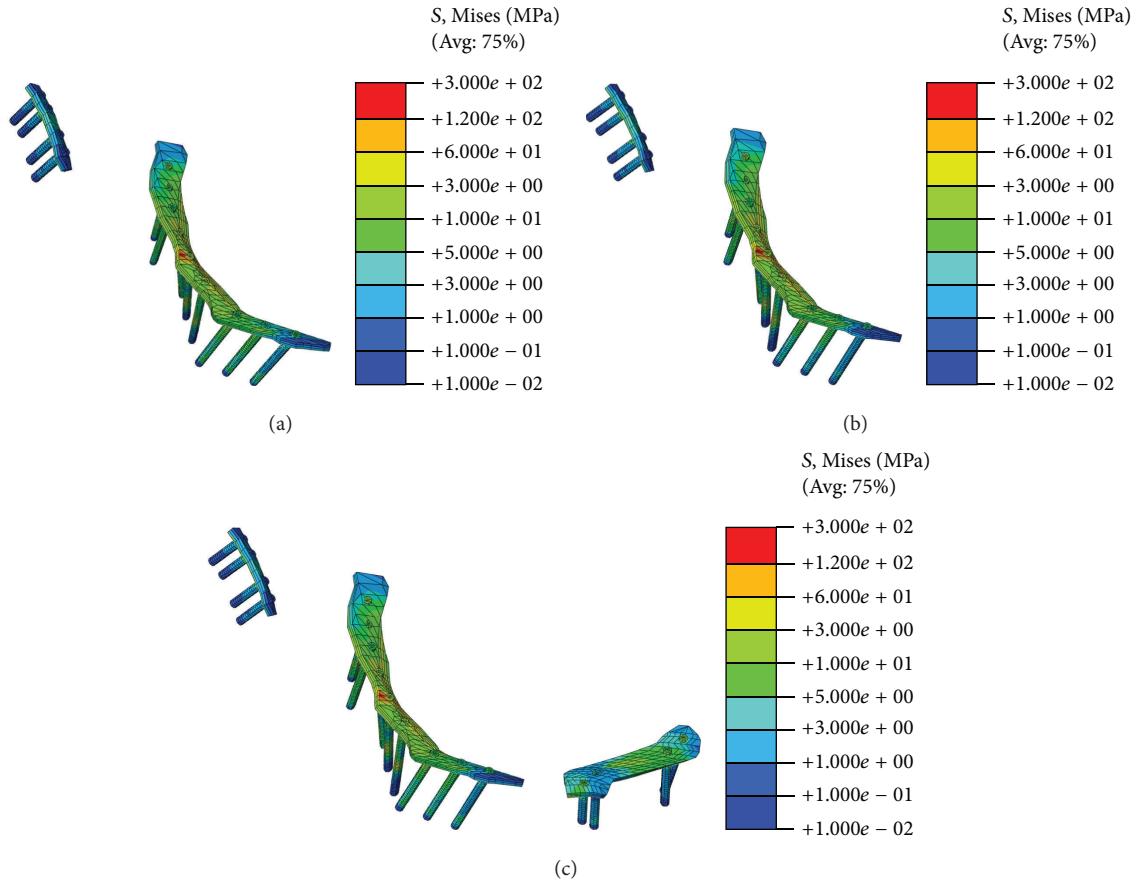 S, Mises (MPa)
(Avg: 75%)
+3.000e + 02
+1.200e + 02
+6.000e + 01
+3.000e + 00
+1.000e + 01
+5.000e + 00
+3.000e + 00
+1.000e + 00
+1.000e − 01
+1.000e − 02
(a)
S, Mises (MPa)
(Avg: 75%)
+3.000e + 02
+1.200e + 02
+6.000e + 01
+3.000e + 00
+1.000e + 01
+5.000e + 00
+3.000e + 00
+1.000e + 00
+1.000e − 01
+1.000e − 02
(b)
S, Mises (MPa)
(Avg: 75%)
+3.000e + 02
+1.200e + 02
+6.000e + 01
+3.000e + 00
+1.000e + 01
+5.000e + 00
+3.000e + 00
+1.000e + 00
+1.000e − 01
+1.000e − 02
(c)